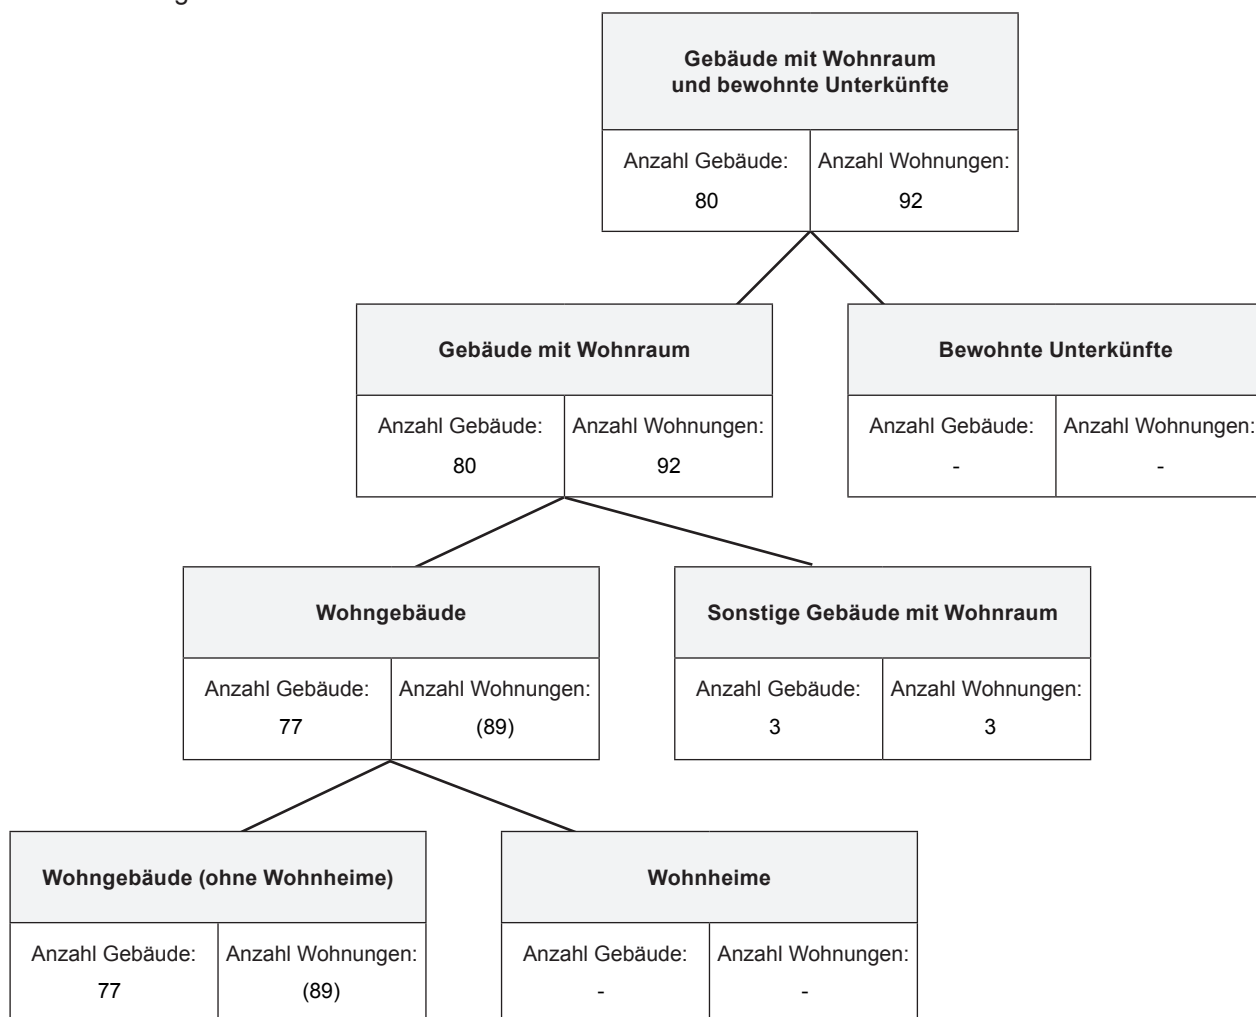 Gebäude mit Wohnraum
und bewohnte Unterkünfte
Anzahl Gebäude: Anzahl Wohnungen:
80 92
Gebäude mit Wohnraum
Anzahl Gebäude: Anzahl Wohnungen:
80 92
Bewohnte Unterkünfte
Anzahl Gebäude: Anzahl Wohnungen:
- -
Wohngebäude
Anzahl Gebäude: Anzahl Wohnungen:
77 (89)
Sonstige Gebäude mit Wohnraum
Anzahl Gebäude: Anzahl Wohnungen:
3 3
Wohngebäude (ohne Wohnheime)
Anzahl Gebäude: Anzahl Wohnungen:
77 (89)
Wohnheime
Anzahl Gebäude: Anzahl Wohnungen:
- -